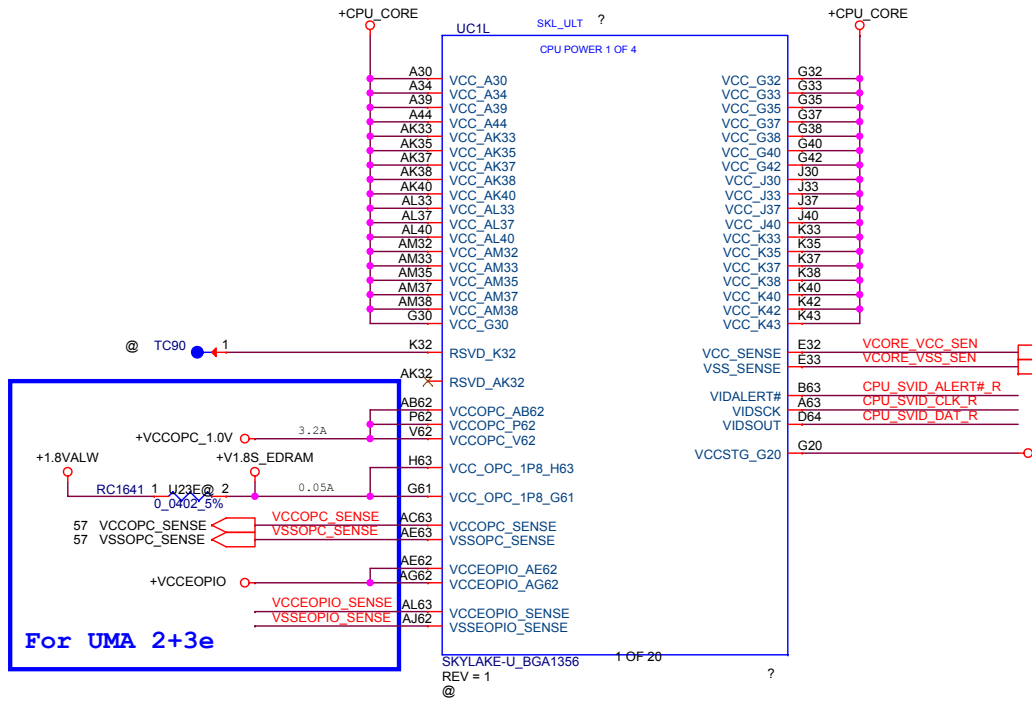 +CPU_CORE
SKL_ULT
?
+CPU_CORE
UC1L
CPU POWER 1 OF 4
A30 VCC_A30 VCC_G32 G32
A34 VCC_A34 VCC_G33 G33
A39 VCC_A39 VCC_G35 G35
A44 VCC_A44 VCC_G37 G37
AK33 VCC_AK33 VCC_G38 G38
AK35 VCC_AK35 VCC_G40 G40
AK37 VCC_AK37 VCC_G42 G42
AK38 VCC_AK38 VCC_J30 J30
AK40 VCC_AK40 VCC_J33 J33
AL33 VCC_AL33 VCC_J37 J37
AL37 VCC_AL37 VCC_J40 J40
AL40 VCC_AL40 VCC_K33 K33
AM32 VCC_AM32 VCC_K35 K35
AM33 VCC_AM33 VCC_K37 K37
AM35 VCC_AM35 VCC_K38 K38
AM37 VCC_AM37 VCC_K40 K40
AM38 VCC_AM38 VCC_K42 K42
G30 VCC_G30 VCC_K43 K43
@ TC90 1 K32 RSVD_K32 VCC_SENSE E32 VCORE_VCC_SEN
VSS_SENSE E33 VCORE_VSS_SEN
AK32 RSVD_AK32
VIDALERT# B63 CPU_SVID_ALERT#_R
AB62 VCCOPC_AB62 VIDSCK A63 CPU_SVID_CLK_R
P62 VCCOPC_P62 VIDSOUT D64 CPU_SVID_DAT_R
+VCCOPC_1.0V 3.2A V62 VCCOPC_V62
VCCSTG_G20 G20
+1.8VALW +V1.8S_EDRAM H63 VCC_OPC_1P8_H63
RC1641 1 U23E@ 2 0.05A G61 VCC_OPC_1P8_G61
0_0402_5%
57 VCCOPC_SENSE VCCOPC_SENSE AC63 VCCOPC_SENSE
57 VSSOPC_SENSE VSSOPC_SENSE AE63 VSSOPC_SENSE
AE62 VCCEOPIO_AE62
+VCCEOPIO AG62 VCCEOPIO_AG62
VCCEOPIO_SENSE AL63 VCCEOPIO_SENSE
VSSEOPIO_SENSE AJ62 VSSEOPIO_SENSE
For UMA 2+3e
SKYLAKE-U_BGA1356
1 OF 20
REV = 1
?
@